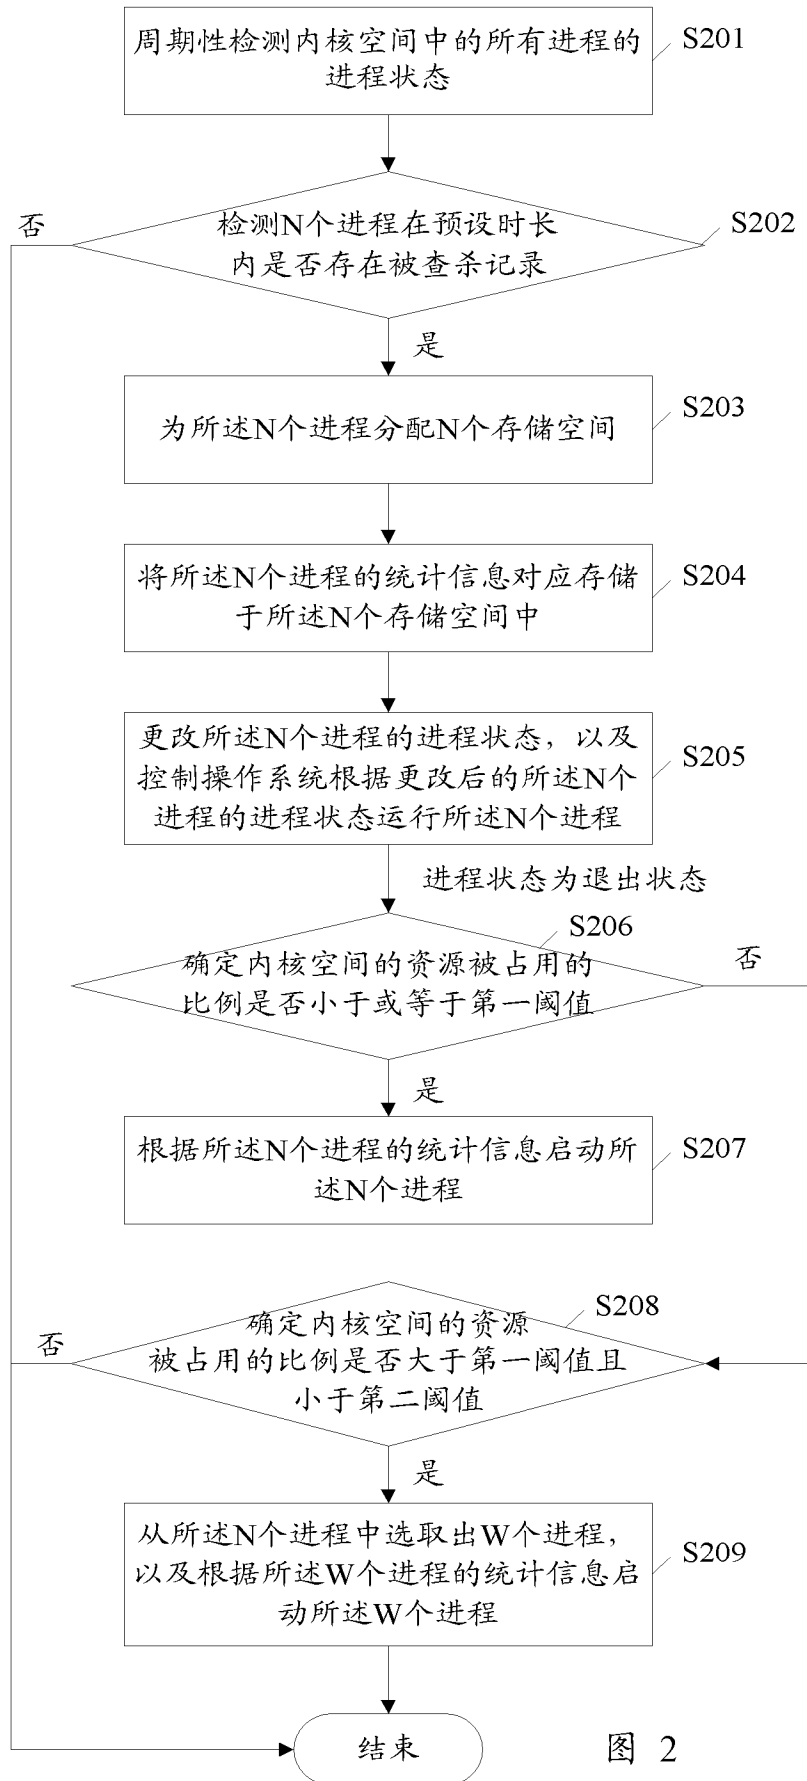 周期性检测内核空间中的所有进程的
进程状态
S201
检测N个进程在预设时长
内是否存在被查杀记录
S202
否
是
为所述N个进程分配N个存储空间
S203
将所述N个进程的统计信息对应存储
于所述N个存储空间中
S204
更改所述N个进程的进程状态，以及
控制操作系统根据更改后的所述N个
进程的进程状态运行所述N个进程
S205
进程状态为退出状态
S206
确定内核空间的资源被占用的
比例是否小于或等于第一阈值
否
是
根据所述N个进程的统计信息启动所
述N个进程
S207
S208
确定内核空间的资源
被占用的比例是否大于第一阈值且
小于第二阈值
否
是
从所述N个进程中选取出W个进程，
以及根据所述W个进程的统计信息启
动所述W个进程
S209
结束
图 2